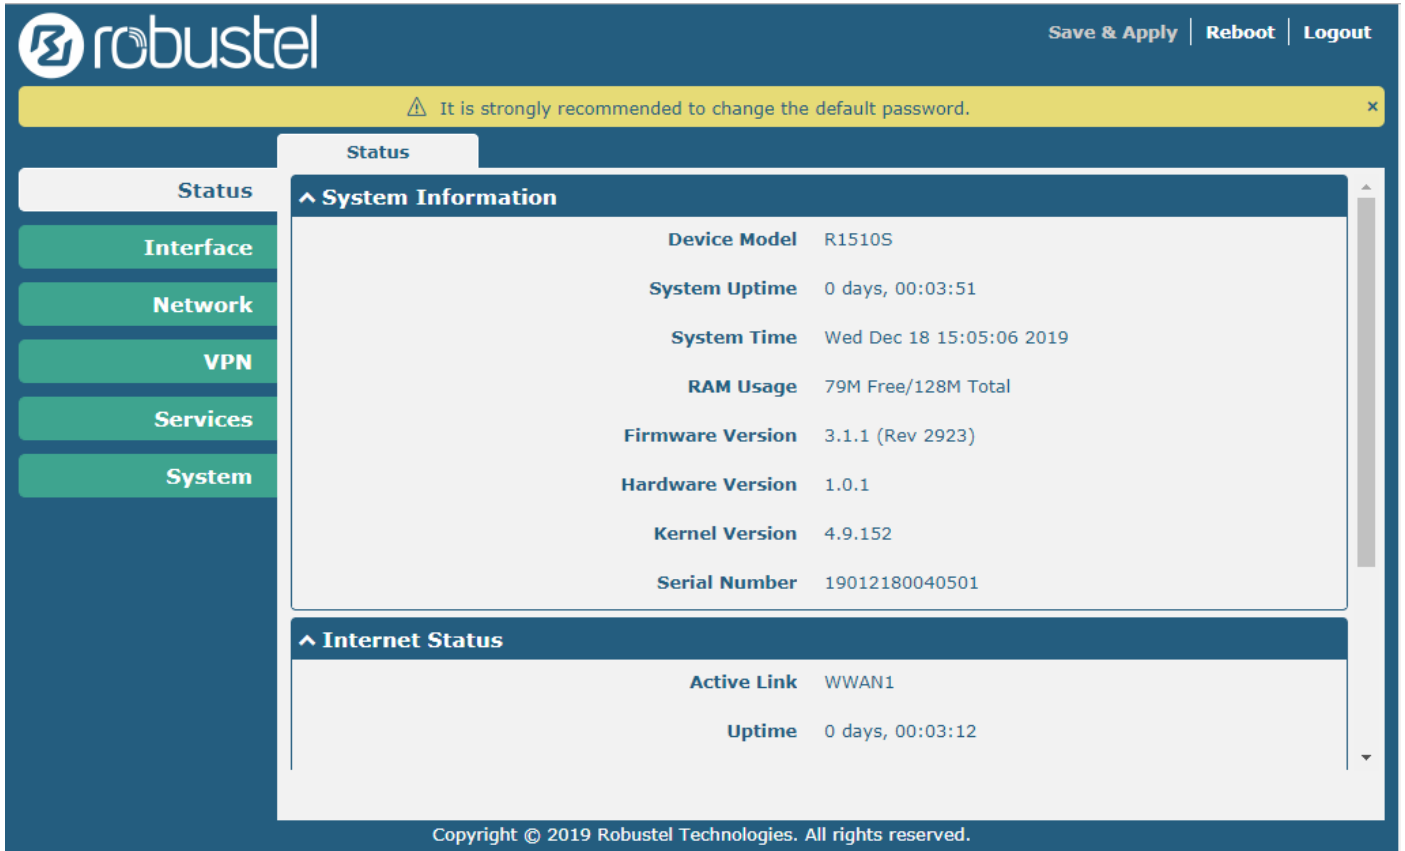 robustel
Save & Apply | Reboot | Logout
⚠ It is strongly recommended to change the default password. ×
Status
Status
Interface
Network
VPN
Services
System
System Information
Device Model R1510S
System Uptime 0 days, 00:03:51
System Time Wed Dec 18 15:05:06 2019
RAM Usage 79M Free/128M Total
Firmware Version 3.1.1 (Rev 2923)
Hardware Version 1.0.1
Kernel Version 4.9.152
Serial Number 19012180040501
Internet Status
Active Link WWAN1
Uptime 0 days, 00:03:12
Copyright © 2019 Robustel Technologies. All rights reserved.